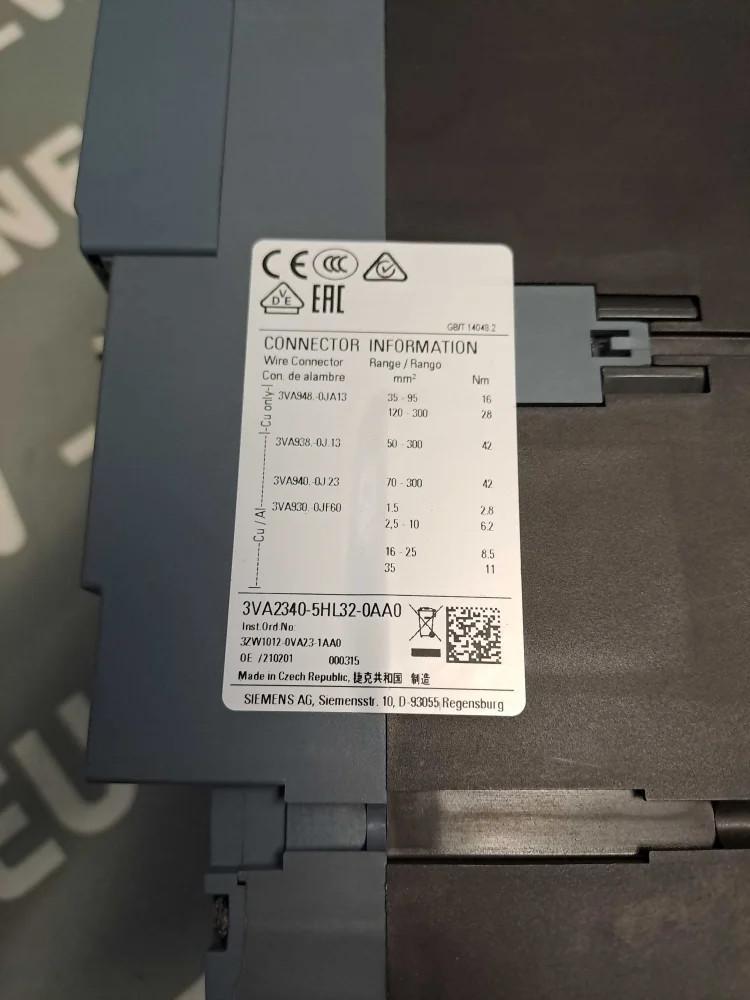 CE CCC
VDE EAC
GB/T 14048.2
CONNECTOR INFORMATION
Wire Connector Range / Rango
Con. de alambre mm² Nm
Cu only
3VA948.-0JA13 35 - 95 16
120 - 300 28
3VA938.-0J.13 50 - 300 42
Cu / Al
3VA940.-0J.23 70 - 300 42
3VA930.-0JF60 1.5 2.8
2,5 - 10 6.2
16 - 25 8.5
35 11
3VA2340-5HL32-0AA0
Inst.Ord.No:
3ZW1012-0VA23-1AA0
OE /210201 000315
Made in Czech Republic, 捷克共和国 制造
SIEMENS AG, Siemensstr. 10, D-93055 Regensburg